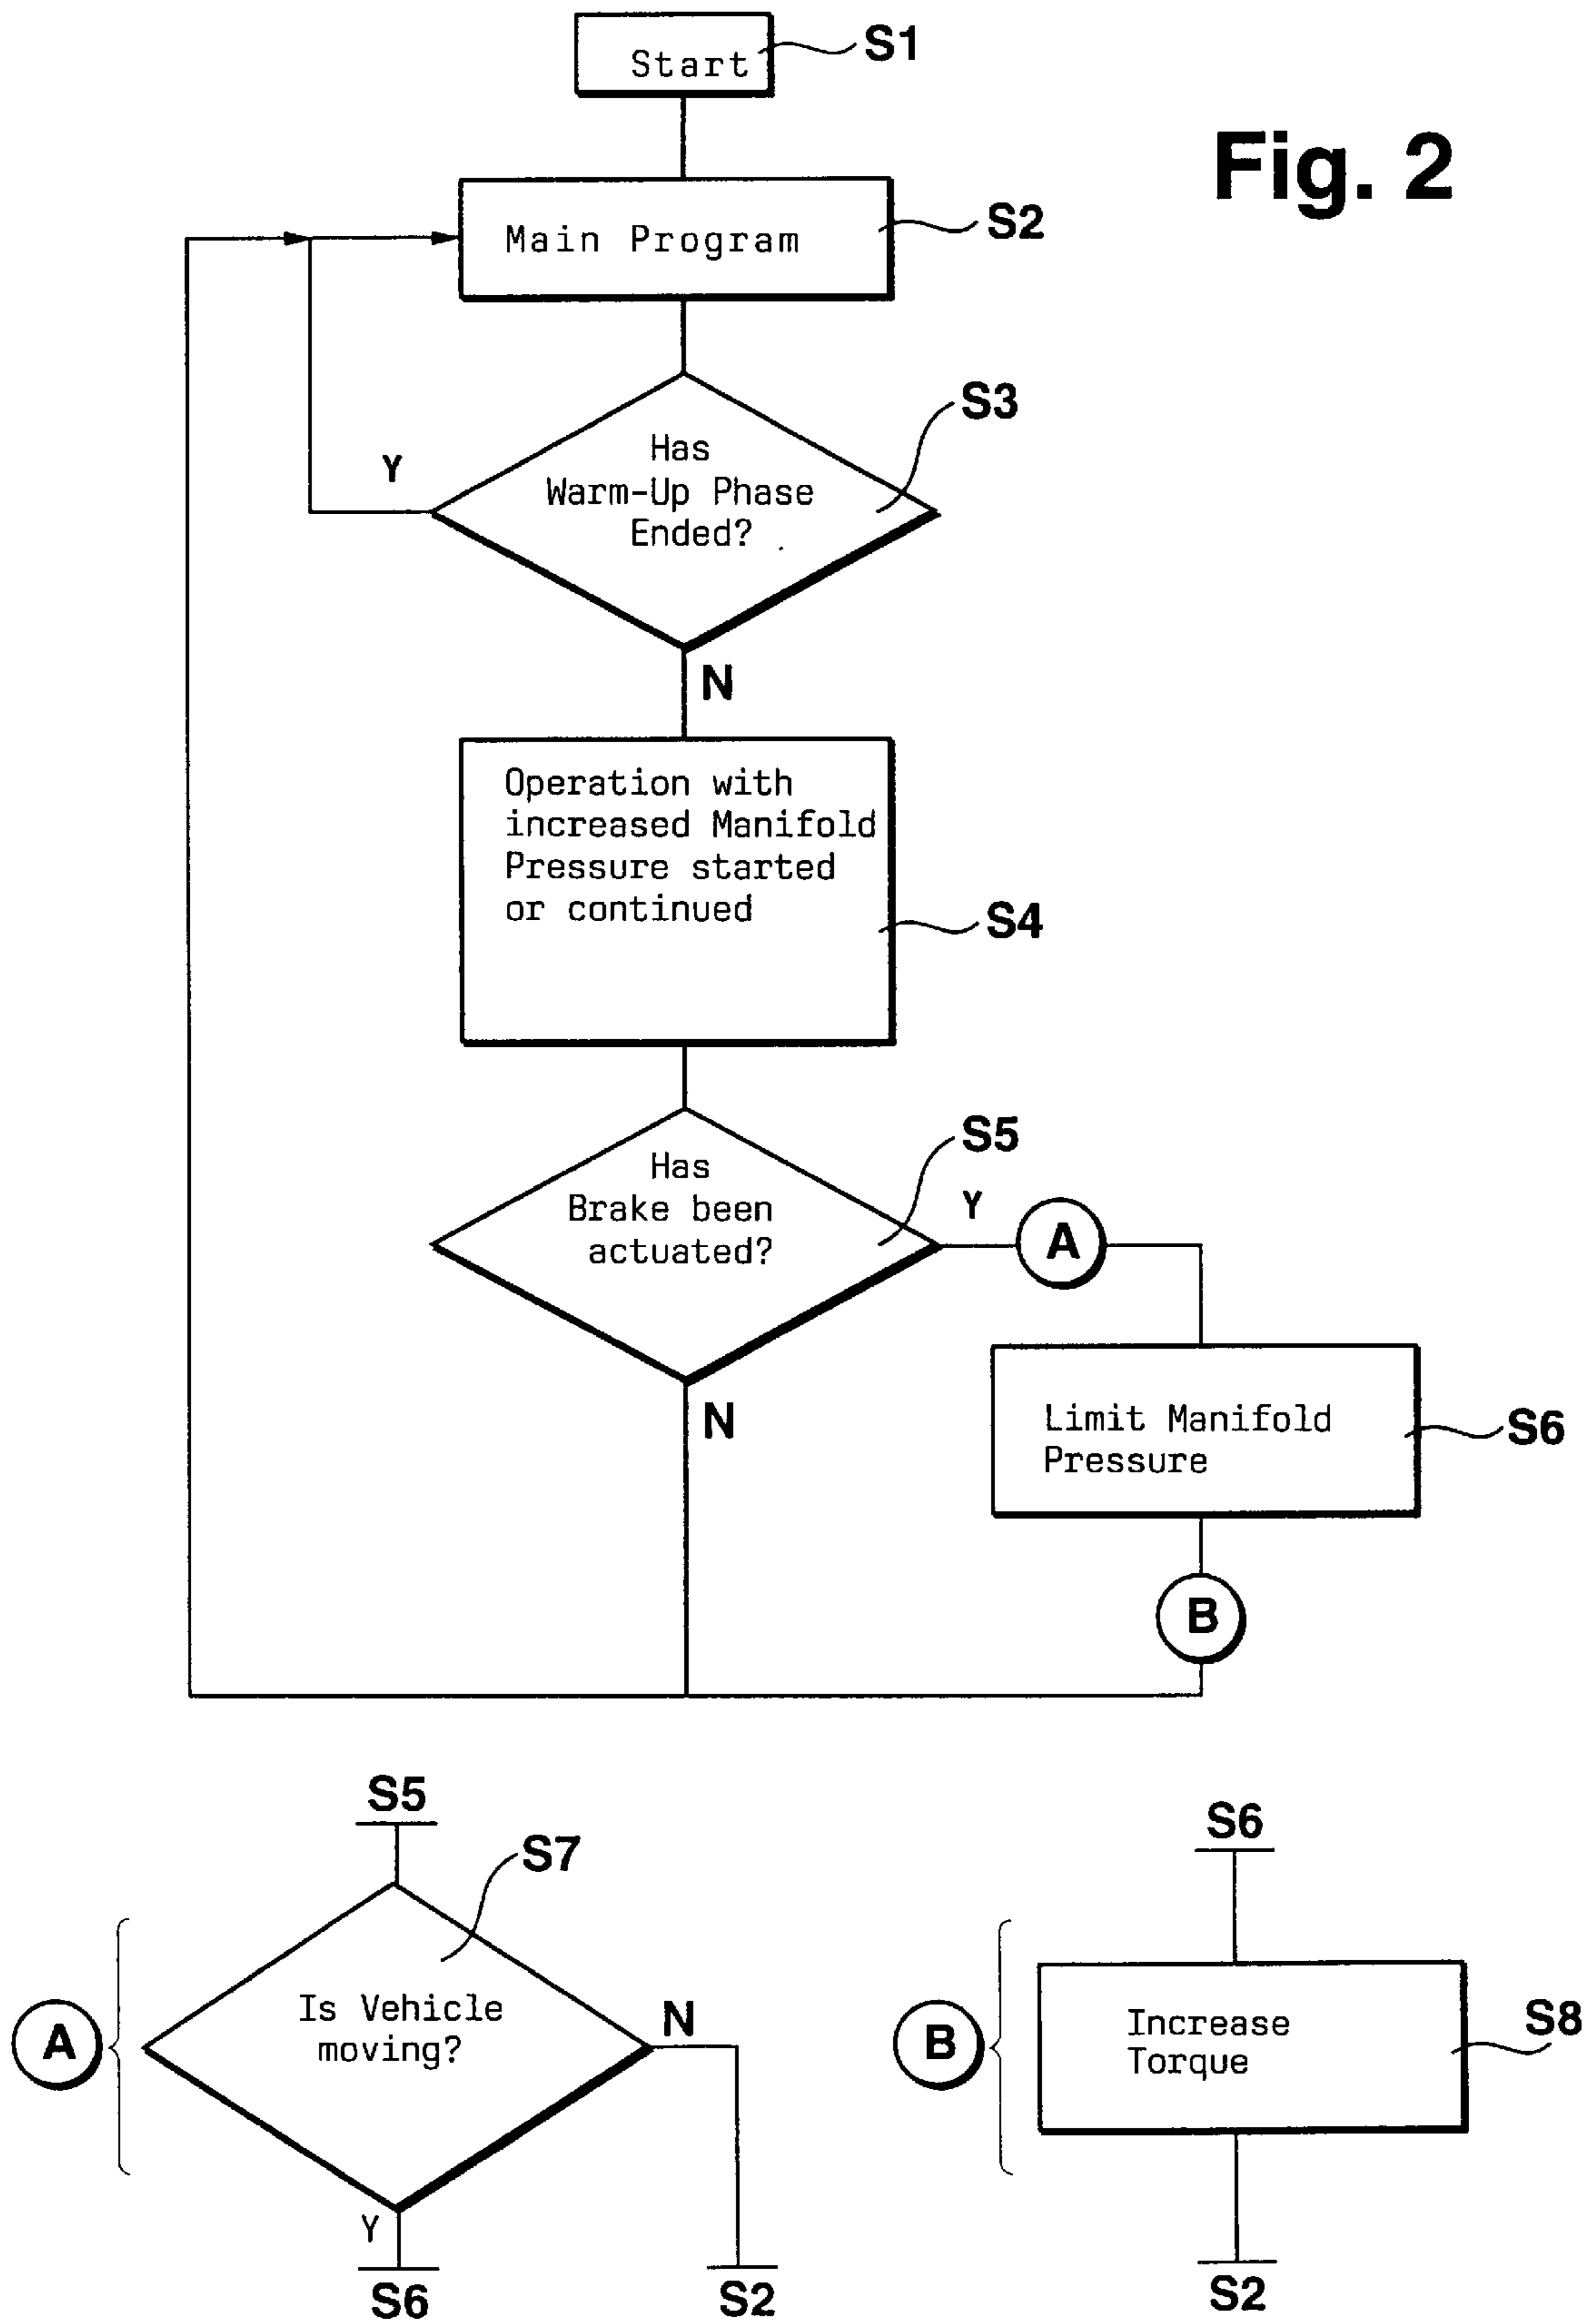 Start
S1
Fig. 2
Main Program
S2
S3
Has
Warm-Up Phase
Ended?
Y
N
Operation with
increased Manifold
Pressure started
or continued
S4
S5
Has
Brake been
actuated?
Y
A
N
Limit Manifold
Pressure
S6
B
S5
S7
A
Is Vehicle
moving?
N
Y
S6
S2
S6
B
Increase
Torque
S8
S2